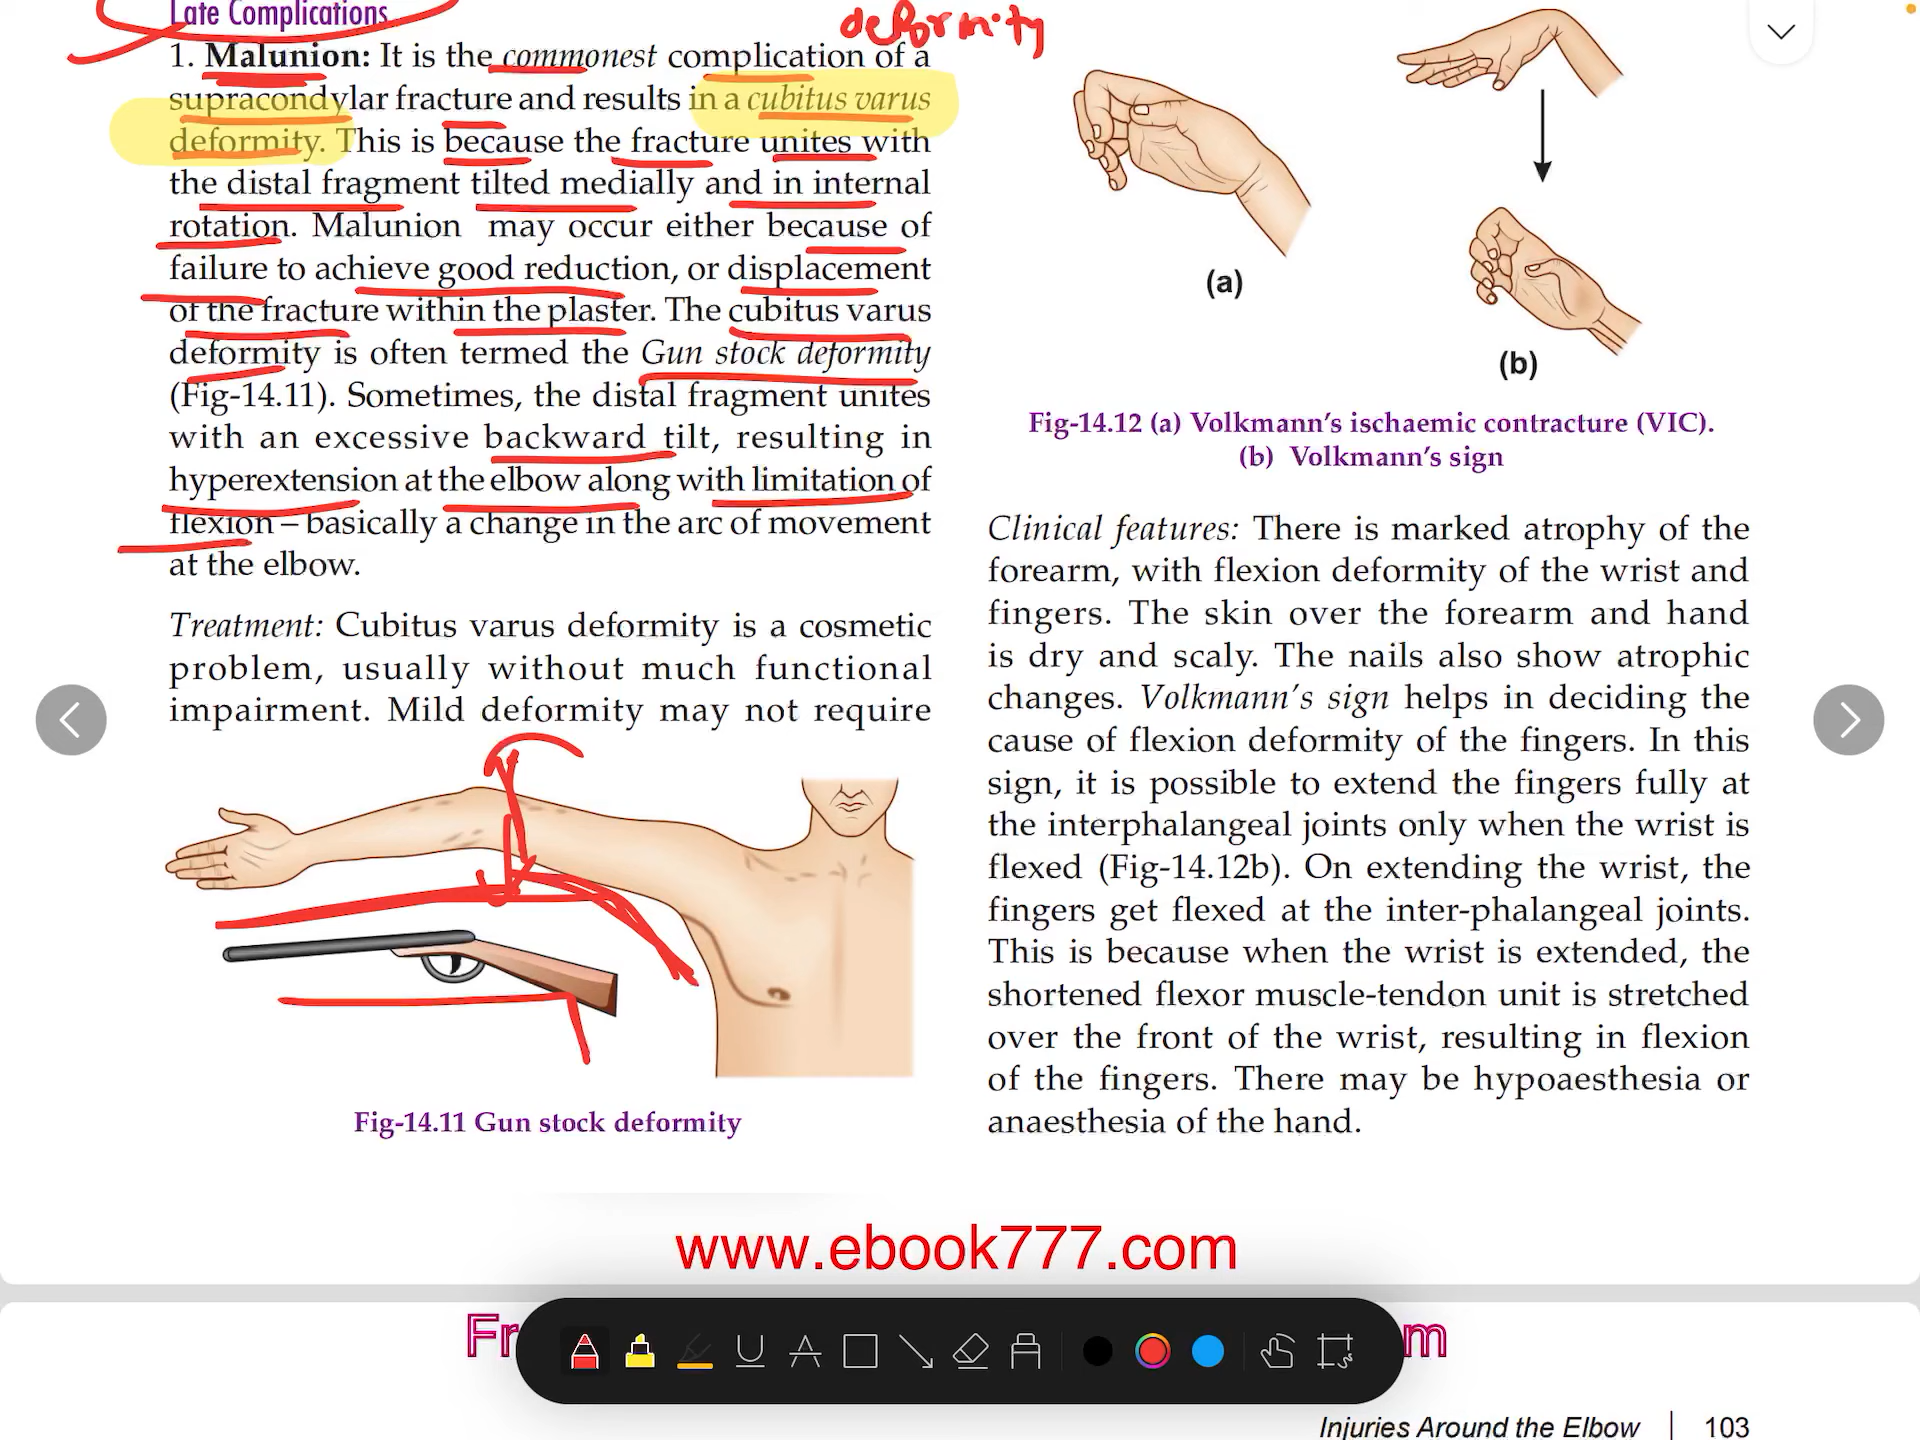 Late Complications
deformity
1. Malunion: It is the commonest complication of a
supracondylar fracture and results in a cubitus varus
deformity. This is because the fracture unites with
the distal fragment tilted medially and in internal
rotation. Malunion may occur either because of
failure to achieve good reduction, or displacement
of the fracture within the plaster. The cubitus varus
deformity is often termed the Gun stock deformity
(Fig-14.11). Sometimes, the distal fragment unites
with an excessive backward tilt, resulting in
hyperextension at the elbow along with limitation of
flexion – basically a change in the arc of movement
at the elbow.
Treatment: Cubitus varus deformity is a cosmetic
problem, usually without much functional
impairment. Mild deformity may not require
Fig-14.11 Gun stock deformity
(a)
(b)
Fig-14.12 (a) Volkmann's ischaemic contracture (VIC).
(b) Volkmann's sign
Clinical features: There is marked atrophy of the
forearm, with flexion deformity of the wrist and
fingers. The skin over the forearm and hand
is dry and scaly. The nails also show atrophic
changes. Volkmann's sign helps in deciding the
cause of flexion deformity of the fingers. In this
sign, it is possible to extend the fingers fully at
the interphalangeal joints only when the wrist is
flexed (Fig-14.12b). On extending the wrist, the
fingers get flexed at the inter-phalangeal joints.
This is because when the wrist is extended, the
shortened flexor muscle-tendon unit is stretched
over the front of the wrist, resulting in flexion
of the fingers. There may be hypoaesthesia or
anaesthesia of the hand.
www.ebook777.com
Injuries Around the Elbow | 103